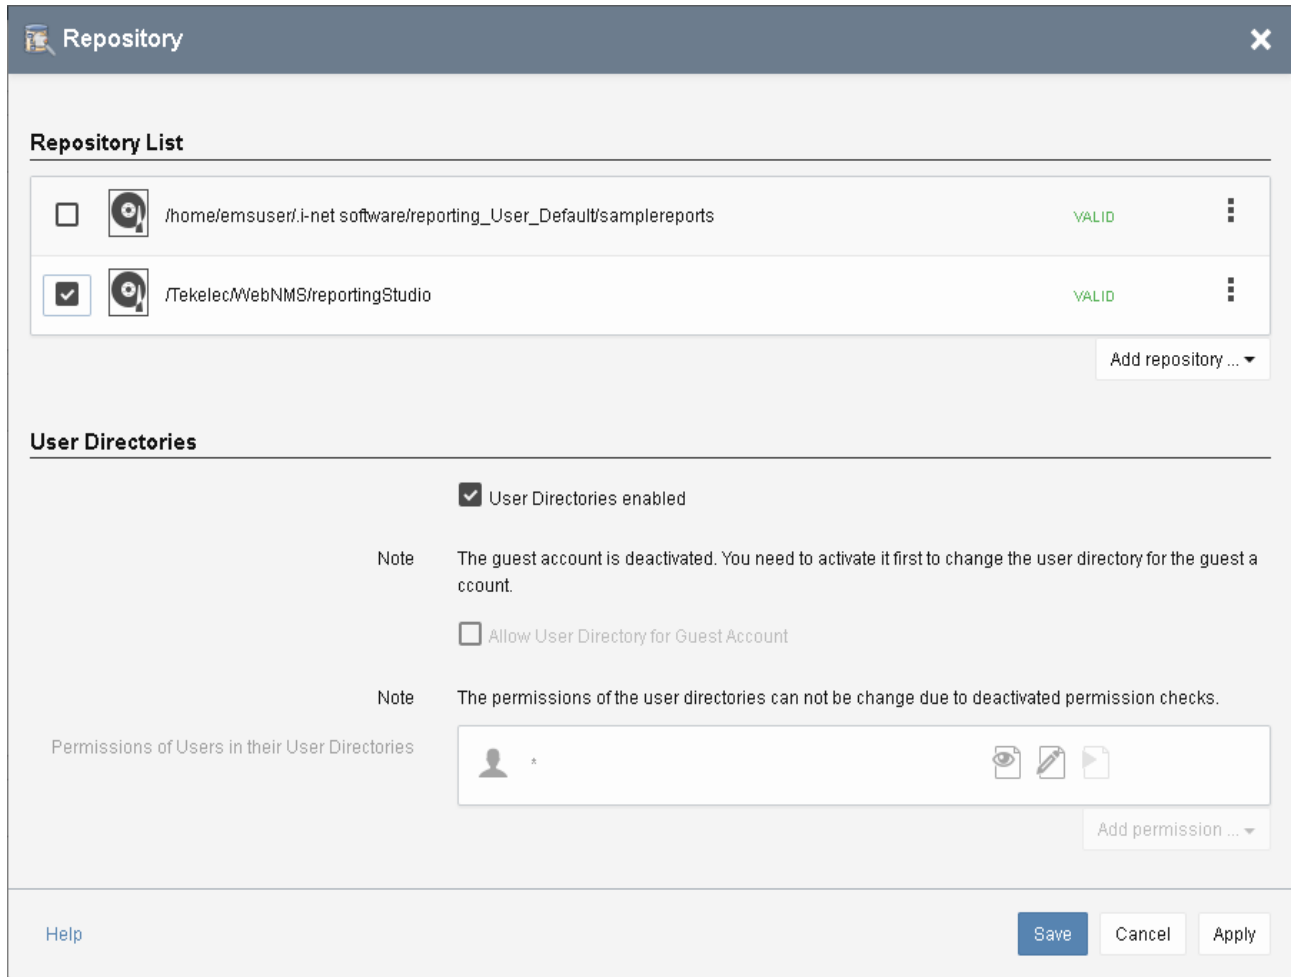 Repository
Repository List
/home/emsuser/.i-net software/reporting_User_Default/samplereports VALID
/Tekelec/WebNMS/reportingStudio VALID
Add repository ...
User Directories
User Directories enabled
Note The guest account is deactivated. You need to activate it first to change the user directory for the guest a
ccount.
Allow User Directory for Guest Account
Note The permissions of the user directories can not be change due to deactivated permission checks.
Permissions of Users in their User Directories
*
Add permission ...
Help Save Cancel Apply